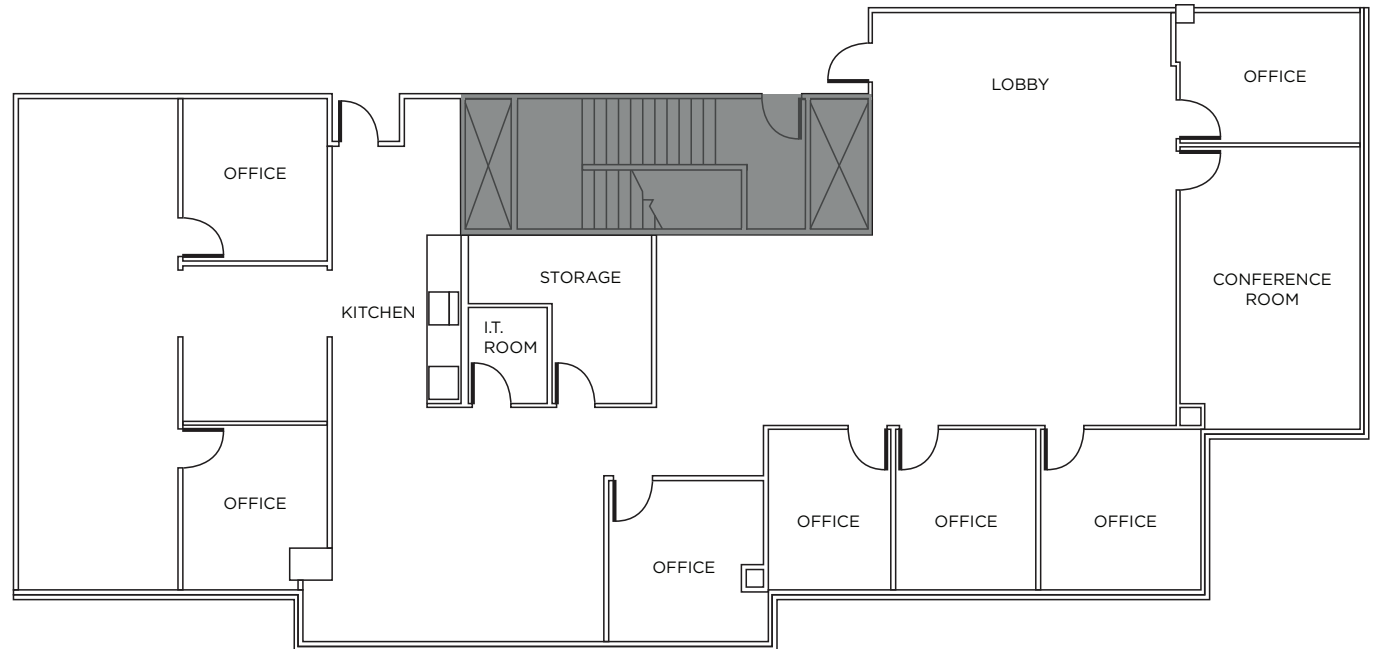 LOBBY
OFFICE
OFFICE
STORAGE
CONFERENCE
ROOM
KITCHEN
I.T.
ROOM
OFFICE
OFFICE
OFFICE
OFFICE
OFFICE